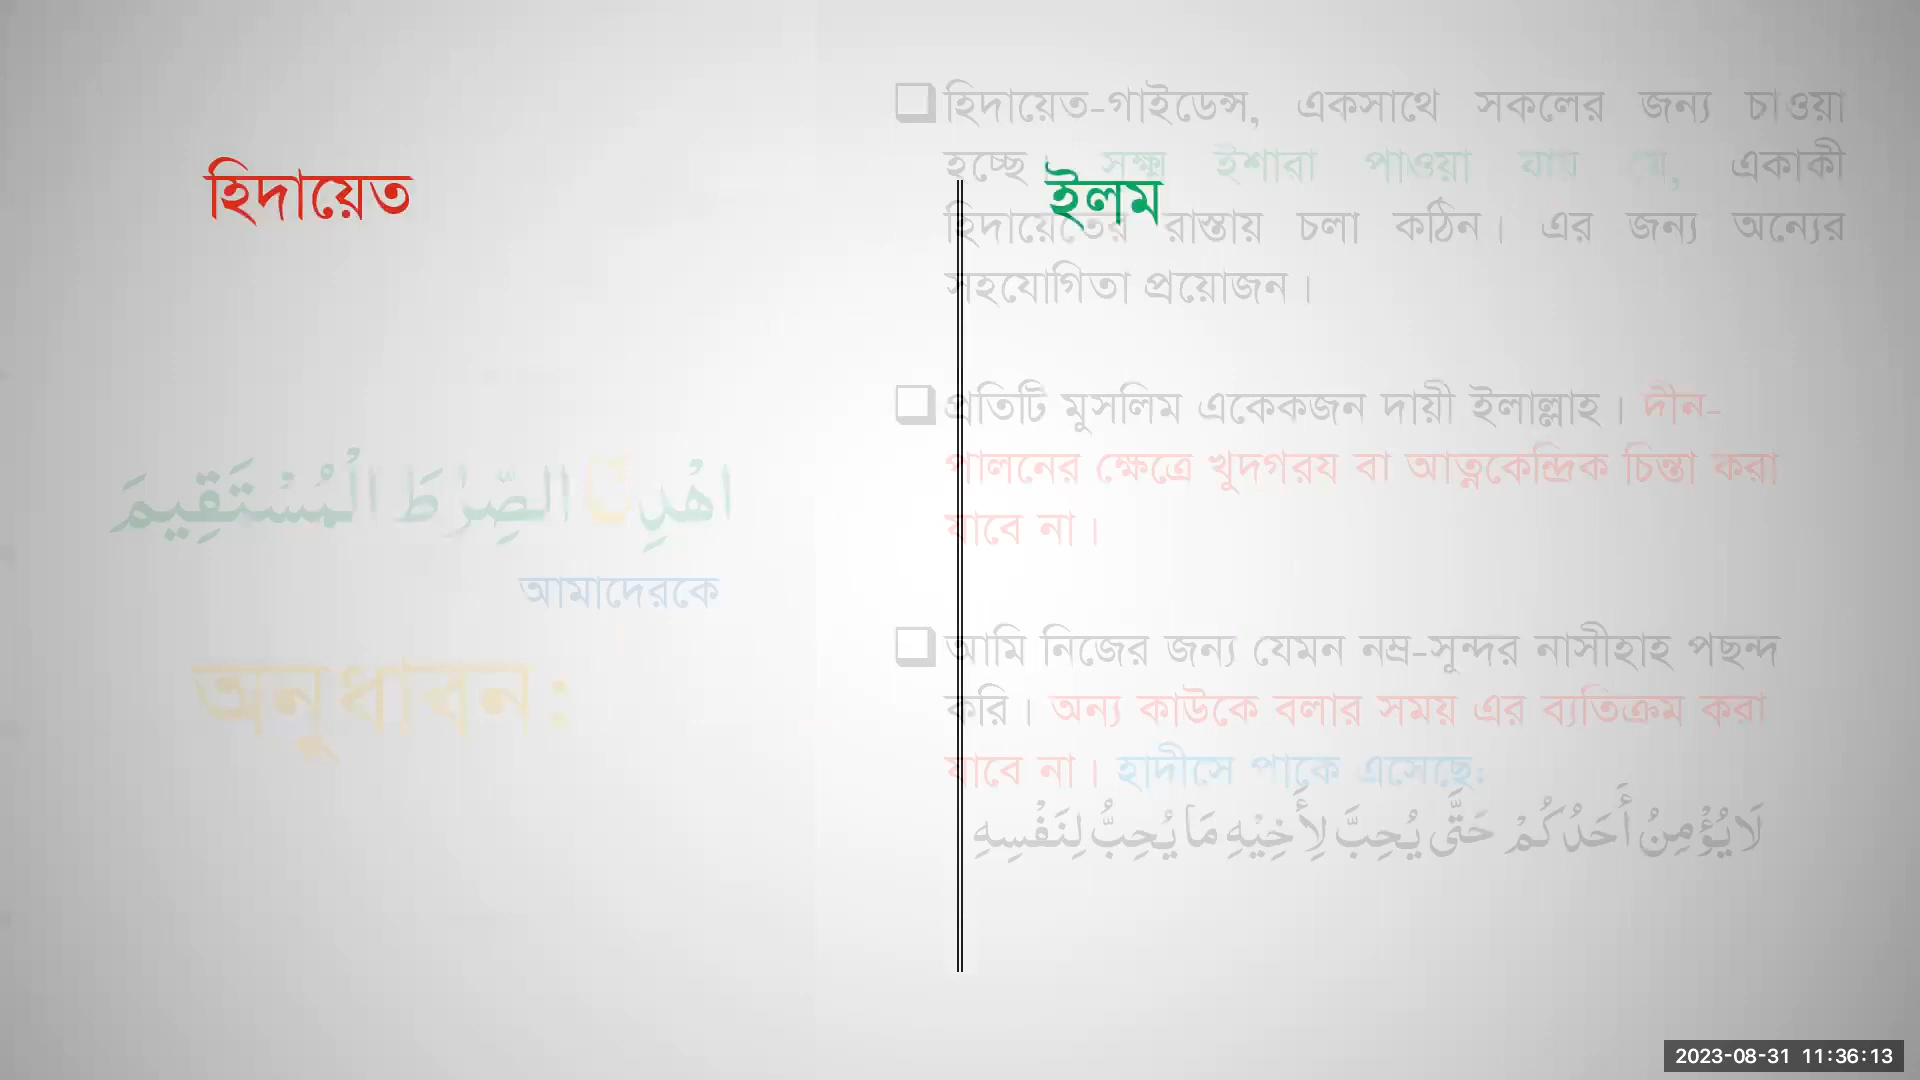 হিদায়েত
ইলম
اهْدِنَا الصِّرٰطَ الْمُسْتَقِيمَ
আমাদেরকে
অনুধাবন:
হিদায়েত-গাইডেন্স, একসাথে সকলের জন্য চাওয়া
হচ্ছে। সক্ষ্ম ইশারা পাওয়া যায় যে, একাকী
হিদায়েতের রাস্তায় চলা কঠিন। এর জন্য অন্যের
সহযোগিতা প্রয়োজন।
প্রতিটি মুসলিম একেকজন দায়ী ইলাল্লাহ। দীন-
পালনের ক্ষেত্রে খুদগরয বা আত্নকেন্দ্রিক চিন্তা করা
যাবে না।
আমি নিজের জন্য যেমন নম্র-সুন্দর নাসীহাহ পছন্দ
করি। অন্য কাউকে বলার সময় এর ব্যতিক্রম করা
যাবে না। হাদীসে পাকে এসেছে:
لَا يُؤْمِنُ أَحَدُكُمْ حَتَّى يُحِبَّ لِأَخِيْهِ مَا يُحِبُّ لِنَفْسِهِ
2023-08-31 11:36:13